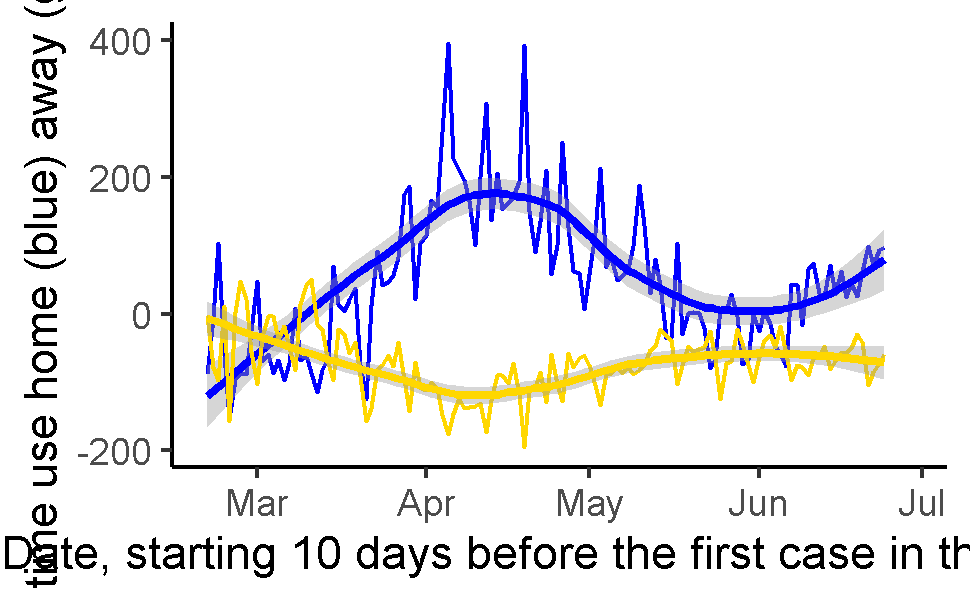 time use home (blue) away (
400
200
0
-200
Mar Apr May Jun Jul
Date, starting 10 days before the first case in th